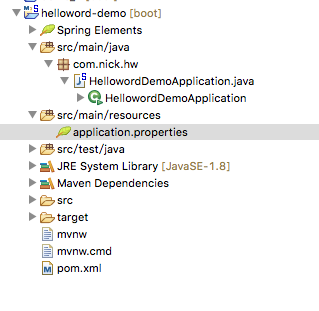 helloword-demo [boot]
Spring Elements
src/main/java
com.nick.hw
HellowordDemoApplication.java
HellowordDemoApplication
src/main/resources
application.properties
src/test/java
JRE System Library [JavaSE-1.8]
Maven Dependencies
src
target
mvnw
mvnw.cmd
pom.xml